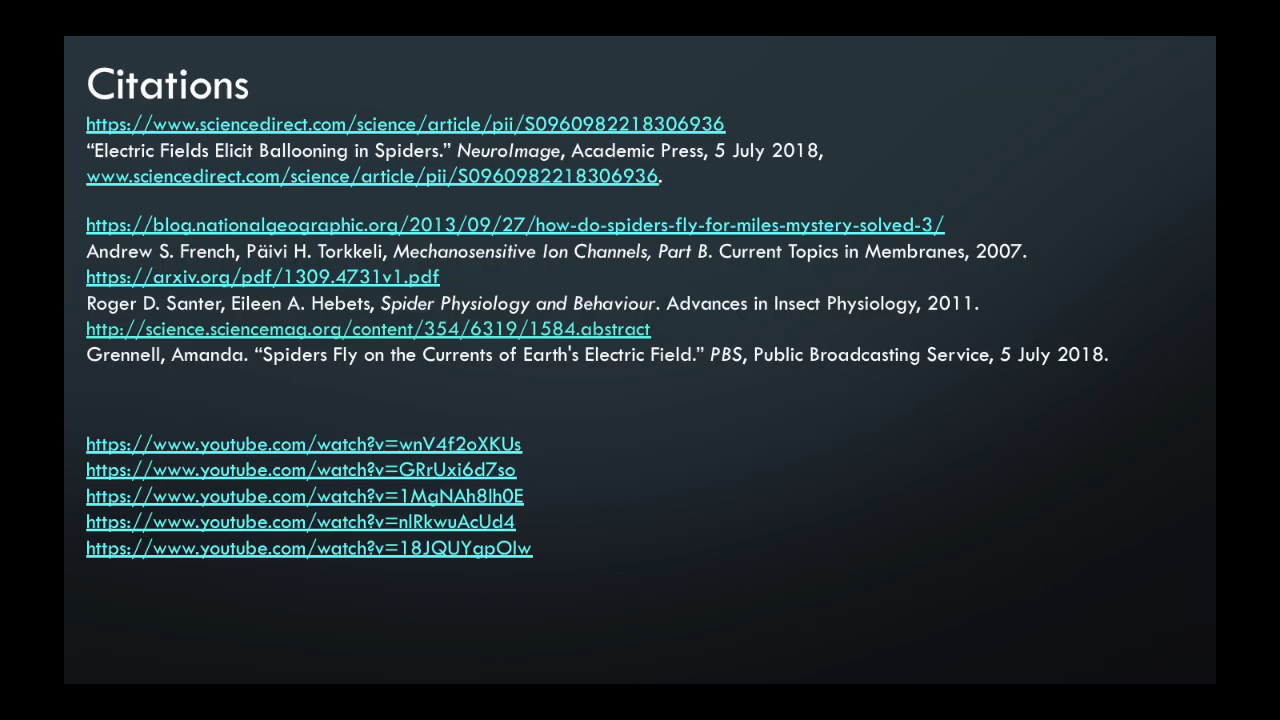 Citations
https://www.sciencedirect.com/science/article/pii/S0960982218306936
“Electric Fields Elicit Ballooning in Spiders.” NeuroImage, Academic Press, 5 July 2018,
www.sciencedirect.com/science/article/pii/S0960982218306936.
https://blog.nationalgeographic.org/2013/09/27/how-do-spiders-fly-for-miles-mystery-solved-3/
Andrew S. French, Päivi H. Torkkeli, Mechanosensitive Ion Channels, Part B. Current Topics in Membranes, 2007.
https://arxiv.org/pdf/1309.4731v1.pdf
Roger D. Santer, Eileen A. Hebets, Spider Physiology and Behaviour. Advances in Insect Physiology, 2011.
http://science.sciencemag.org/content/354/6319/1584.abstract
Grennell, Amanda. “Spiders Fly on the Currents of Earth's Electric Field.” PBS, Public Broadcasting Service, 5 July 2018.
https://www.youtube.com/watch?v=wnV4f2oXKUs
https://www.youtube.com/watch?v=GRrUxi6d7so
https://www.youtube.com/watch?v=1MgNAh8lh0E
https://www.youtube.com/watch?v=nlRkwuAcUd4
https://www.youtube.com/watch?v=18JQUYgpOlw